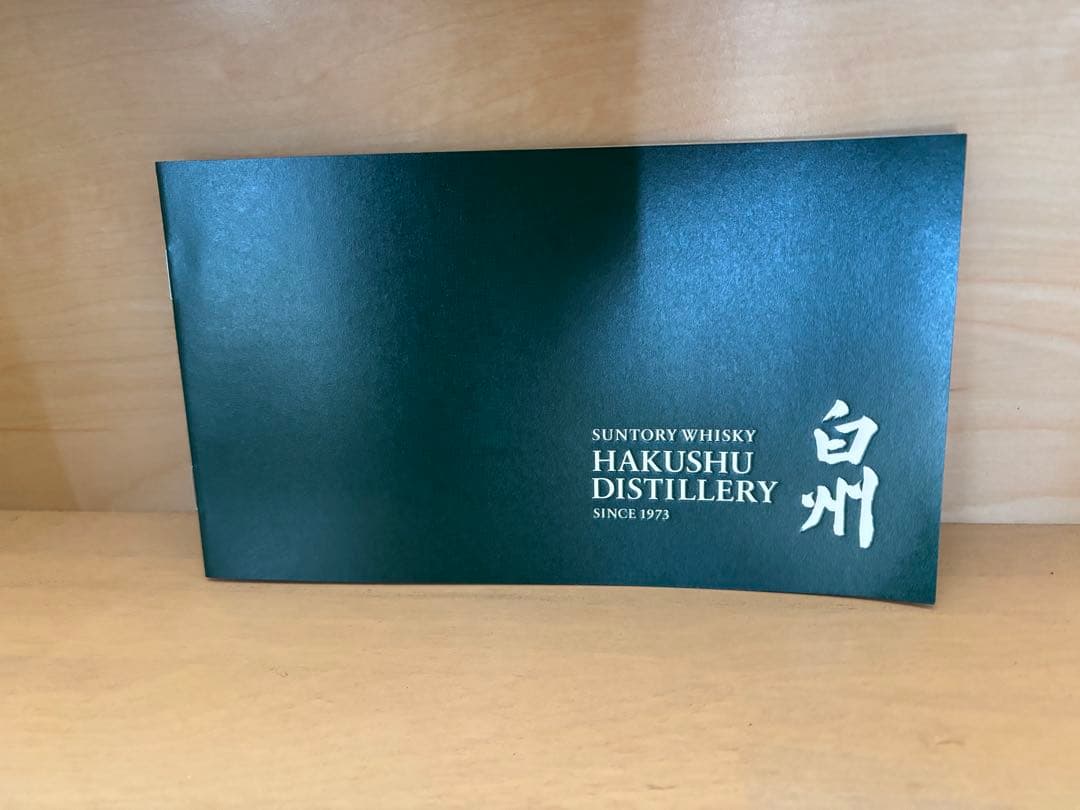 SUNTORY WHISKY
HAKUSHU
DISTILLERY
SINCE 1973
白州